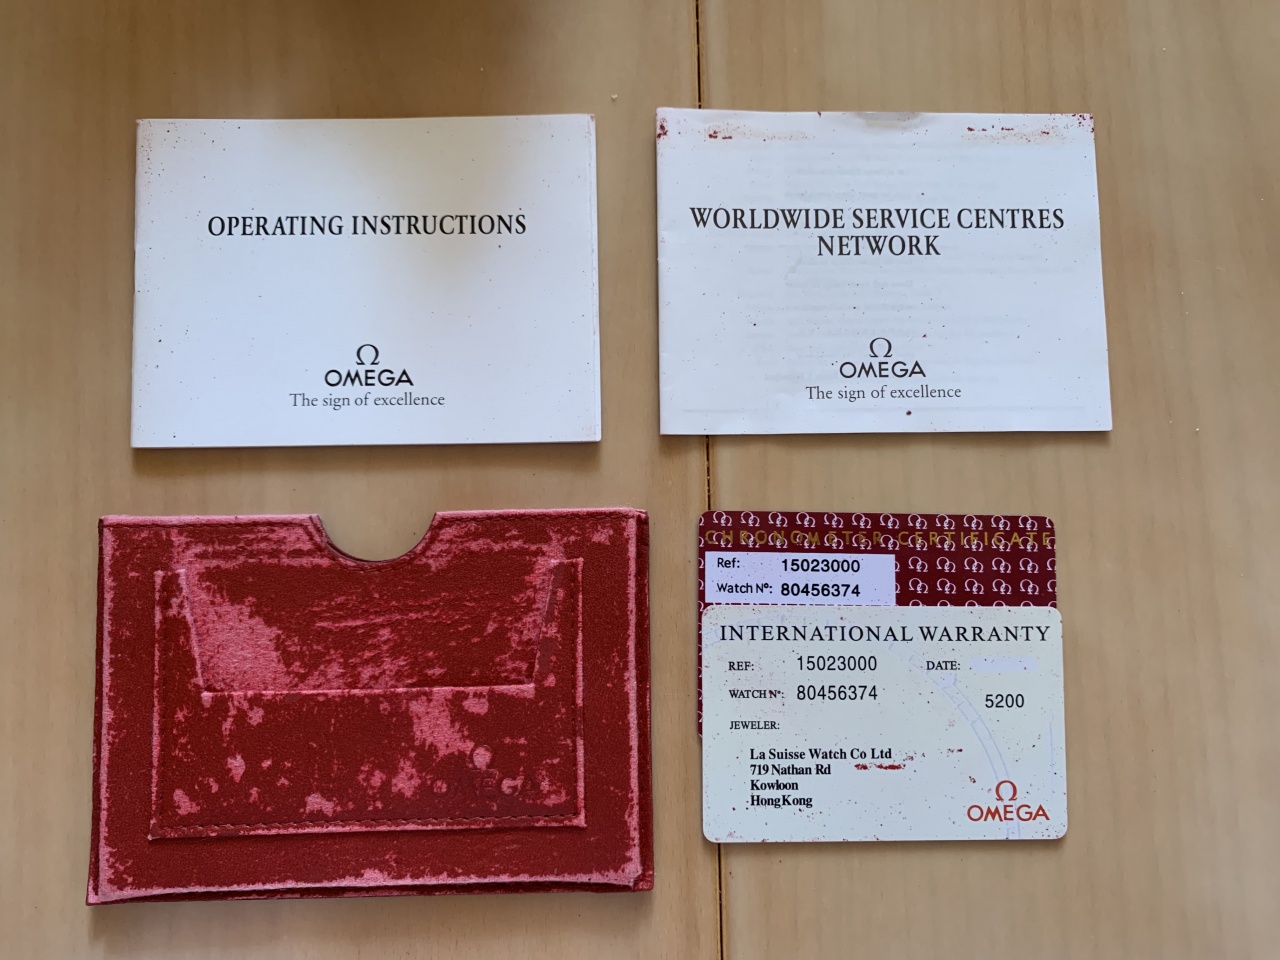 OPERATING INSTRUCTIONS
Ω
OMEGA
The sign of excellence
WORLDWIDE SERVICE CENTRES
NETWORK
Ω
OMEGA
The sign of excellence
OMEGA
CHRONOMETER CERTIFICATE
Ref: 15023000
Watch Nº: 80456374
INTERNATIONAL WARRANTY
REF: 15023000 DATE:
WATCH Nº: 80456374 5200
JEWELER:
La Suisse Watch Co Ltd
719 Nathan Rd
Kowloon
HongKong
Ω
OMEGA